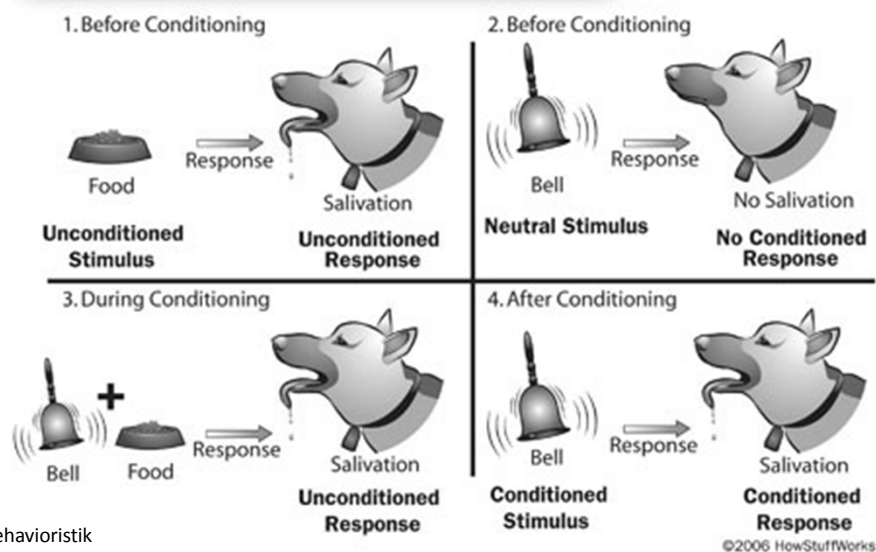 1. Before Conditioning
Food
Response
Salivation
Unconditioned
Stimulus
Unconditioned
Response
2. Before Conditioning
Bell
Response
No Salivation
Neutral Stimulus
No Conditioned
Response
3. During Conditioning
+
Bell
Food
Response
Salivation
Unconditioned
Response
4. After Conditioning
Bell
Response
Salivation
Conditioned
Stimulus
Conditioned
Response
©2006 HowStuffWorks
ehavioristik